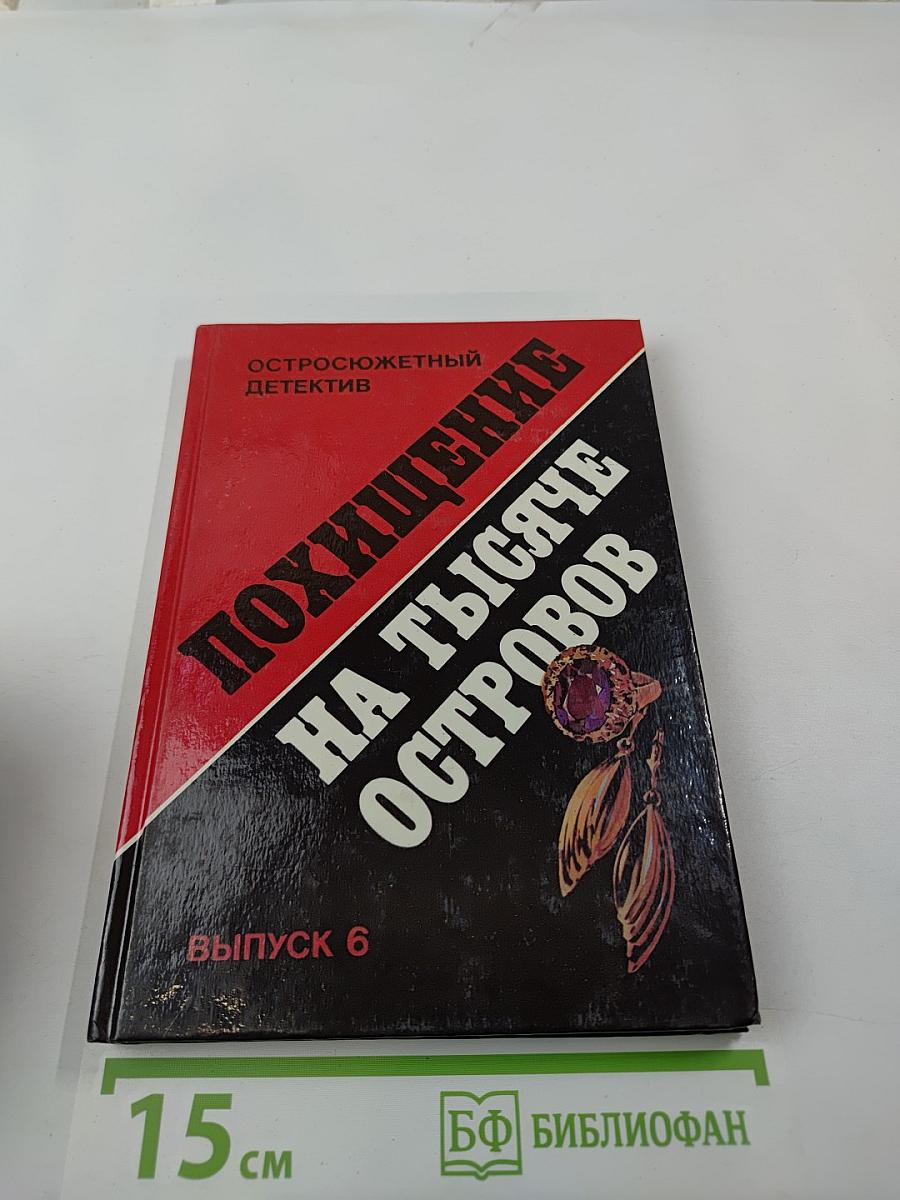 ОСТРОСЮЖЕТНЫЙ
ДЕТЕКТИВ
ПОХИЩЕНИЕ
НА ТЫСЯЧЕ
ОСТРОВОВ
ВЫПУСК 6
15 см
БФ БИБЛИОФАН